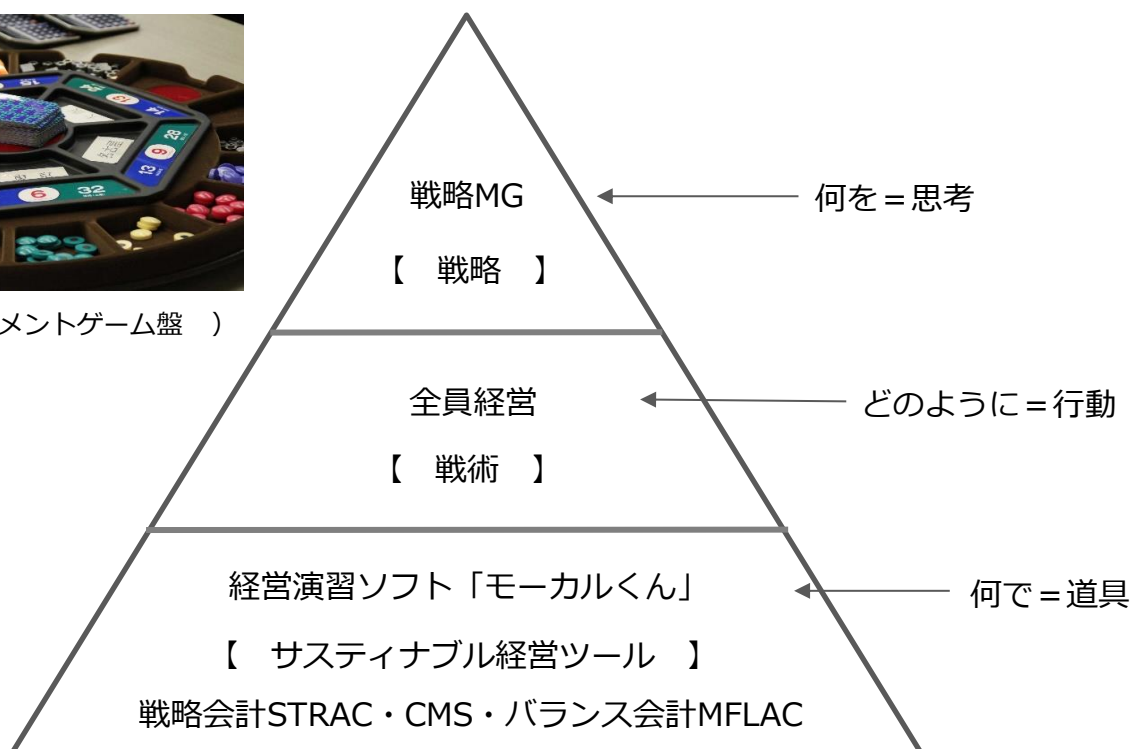 戦略MG
何を＝思考
【　戦略　】
メントゲーム盤　）
全員経営
どのように＝行動
【　戦術　】
経営演習ソフト「モーカルくん」
何で＝道具
【　サスティナブル経営ツール　】
戦略会計STRAC・CMS・バランス会計MFLAC